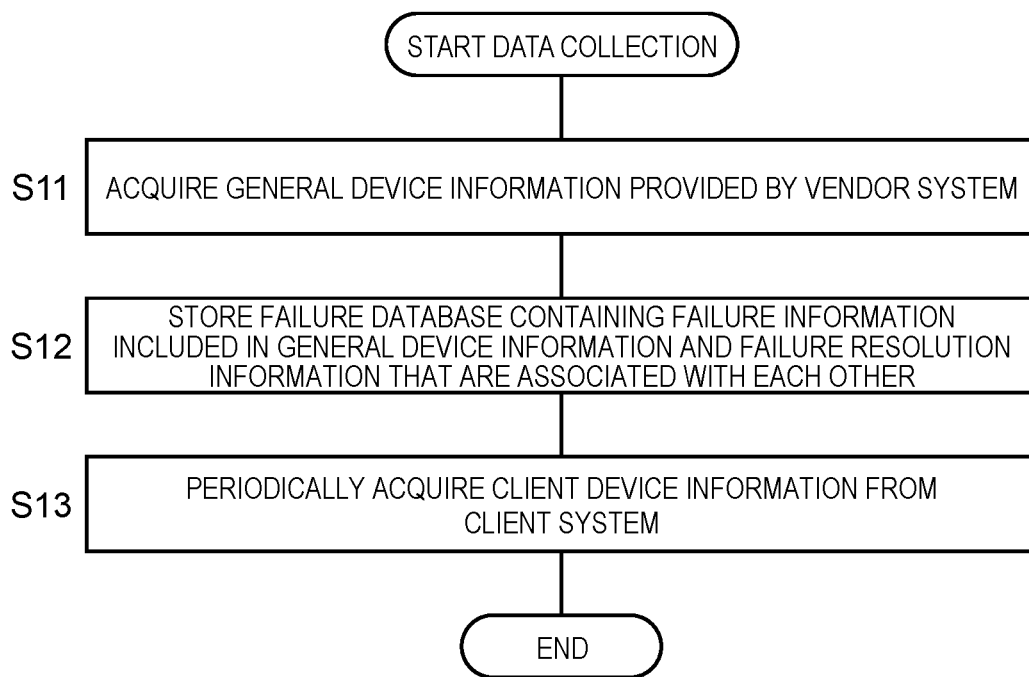 START DATA COLLECTION
S11
ACQUIRE GENERAL DEVICE INFORMATION PROVIDED BY VENDOR SYSTEM
S12
STORE FAILURE DATABASE CONTAINING FAILURE INFORMATION
INCLUDED IN GENERAL DEVICE INFORMATION AND FAILURE RESOLUTION
INFORMATION THAT ARE ASSOCIATED WITH EACH OTHER
S13
PERIODICALLY ACQUIRE CLIENT DEVICE INFORMATION FROM
CLIENT SYSTEM
END